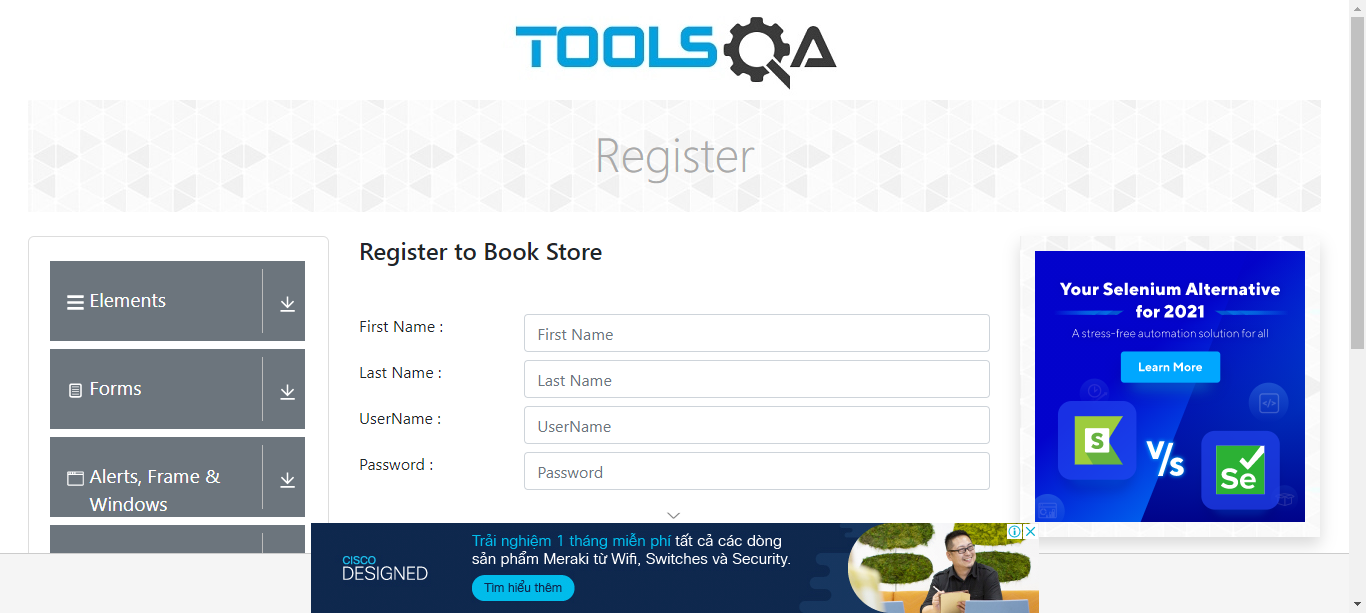 TOOLSQA
Register
Elements
Forms
Alerts, Frame &
Windows
Register to Book Store
First Name :
First Name
Last Name :
Last Name
UserName :
UserName
Password :
Password
Your Selenium Alternative
for 2021
A stress-free automation solution for all
Learn More
S
V/s
Se
CISCO
DESIGNED
Trải nghiệm 1 tháng miễn phí tất cả các dòng
sản phẩm Meraki từ Wifi, Switches và Security.
Tìm hiểu thêm